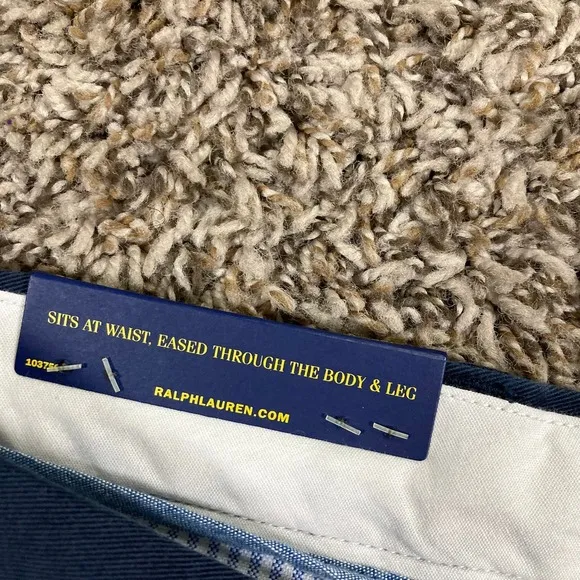 SITS AT WAIST, EASED THROUGH THE BODY & LEG
RALPHLAUREN.COM